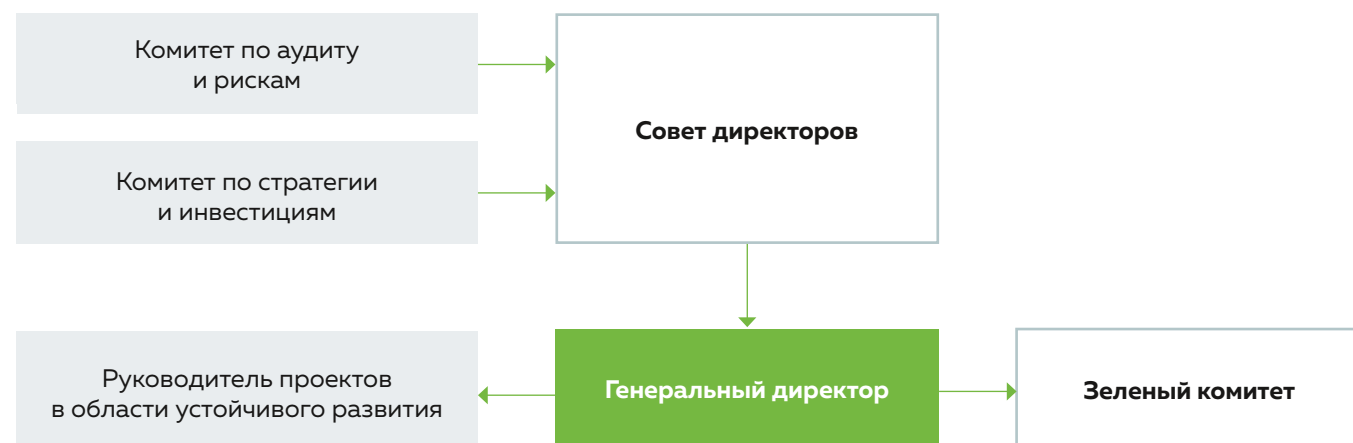 Комитет по аудиту
и рискам
Совет директоров
Комитет по стратегии
и инвестициям
Руководитель проектов
в области устойчивого развития
Генеральный директор
Зеленый комитет